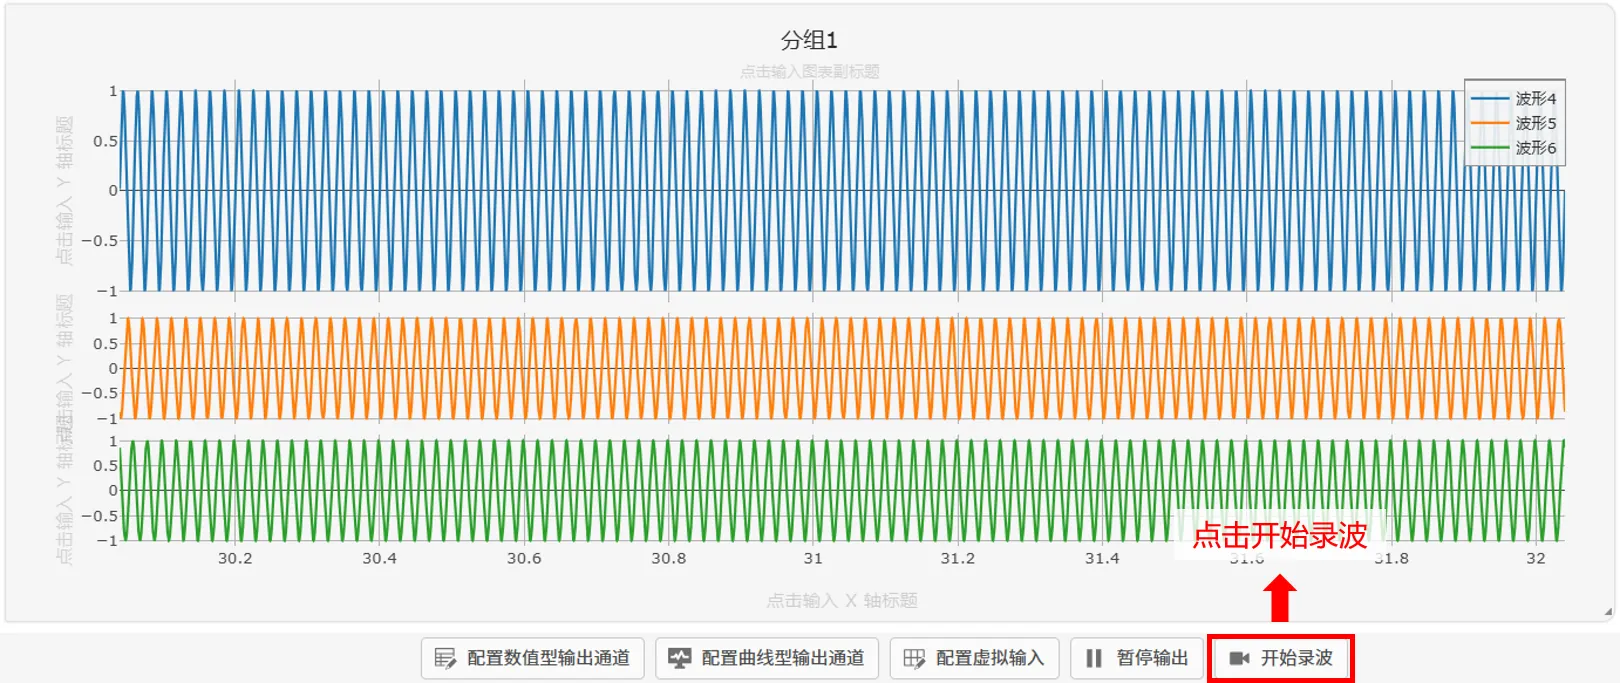 分组1
点击输入图表副标题
波形4
波形5
波形6
点击输入 Y 轴标题
1
0.5
0
−0.5
−1
点击输入 Y 轴标题
1
0.5
0
−0.5
−1
点击输入 Y 轴标题
1
0.5
0
−0.5
−1
点击开始录波
30.2 30.4 30.6 30.8 31 31.2 31.4 31.6 31.8 32
点击输入 X 轴标题
配置数值型输出通道 配置曲线型输出通道 配置虚拟输入 暂停输出 开始录波